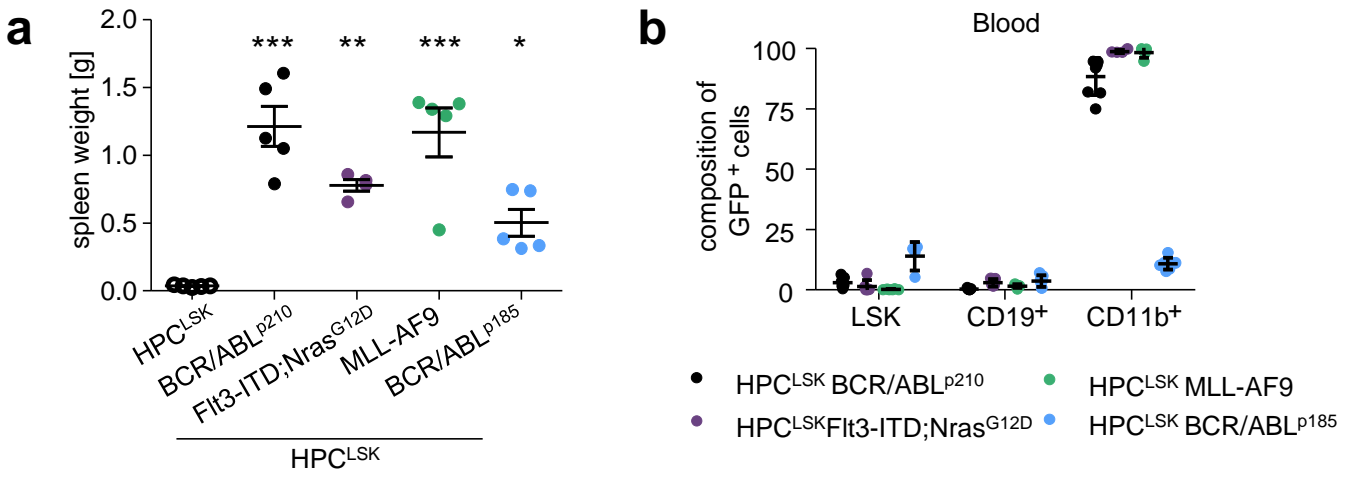 a
spleen weight [g]
2.0
1.5
1.0
0.5
0.0
*** ** *** *
HPC^LSK
BCR/ABL^p210
Flt3-ITD;Nras^G12D
MLL-AF9
BCR/ABL^p185
HPC^LSK
b
Blood
composition of
GFP + cells
100
75
50
25
0
LSK CD19+ CD11b+
HPC^LSK BCR/ABL^p210
HPC^LSK MLL-AF9
HPC^LSKFlt3-ITD;Nras^G12D
HPC^LSK BCR/ABL^p185